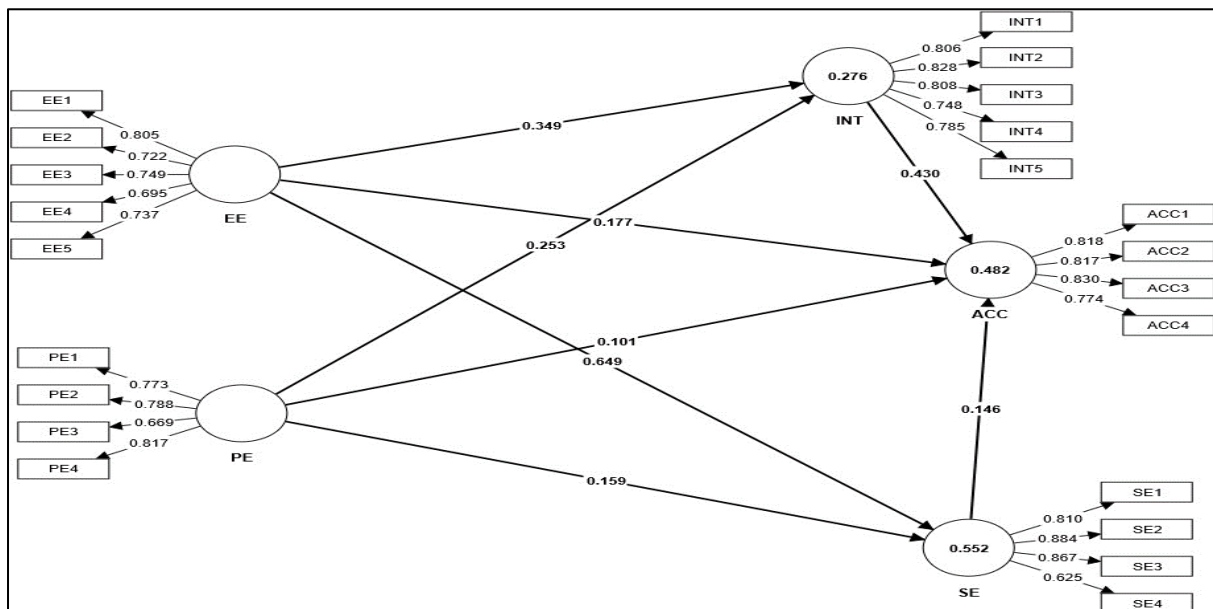 EE1
EE2
EE3
EE4
EE5
0.805
0.722
0.749
0.695
0.737
EE
PE1
PE2
PE3
PE4
0.773
0.788
0.669
0.817
PE
0.349
0.253
0.177
0.101
0.649
0.159
0.276
INT
0.806
0.828
0.808
0.748
0.785
INT1
INT2
INT3
INT4
INT5
0.430
0.482
ACC
0.818
0.817
0.830
0.774
ACC1
ACC2
ACC3
ACC4
0.146
0.552
SE
0.810
0.884
0.867
0.625
SE1
SE2
SE3
SE4